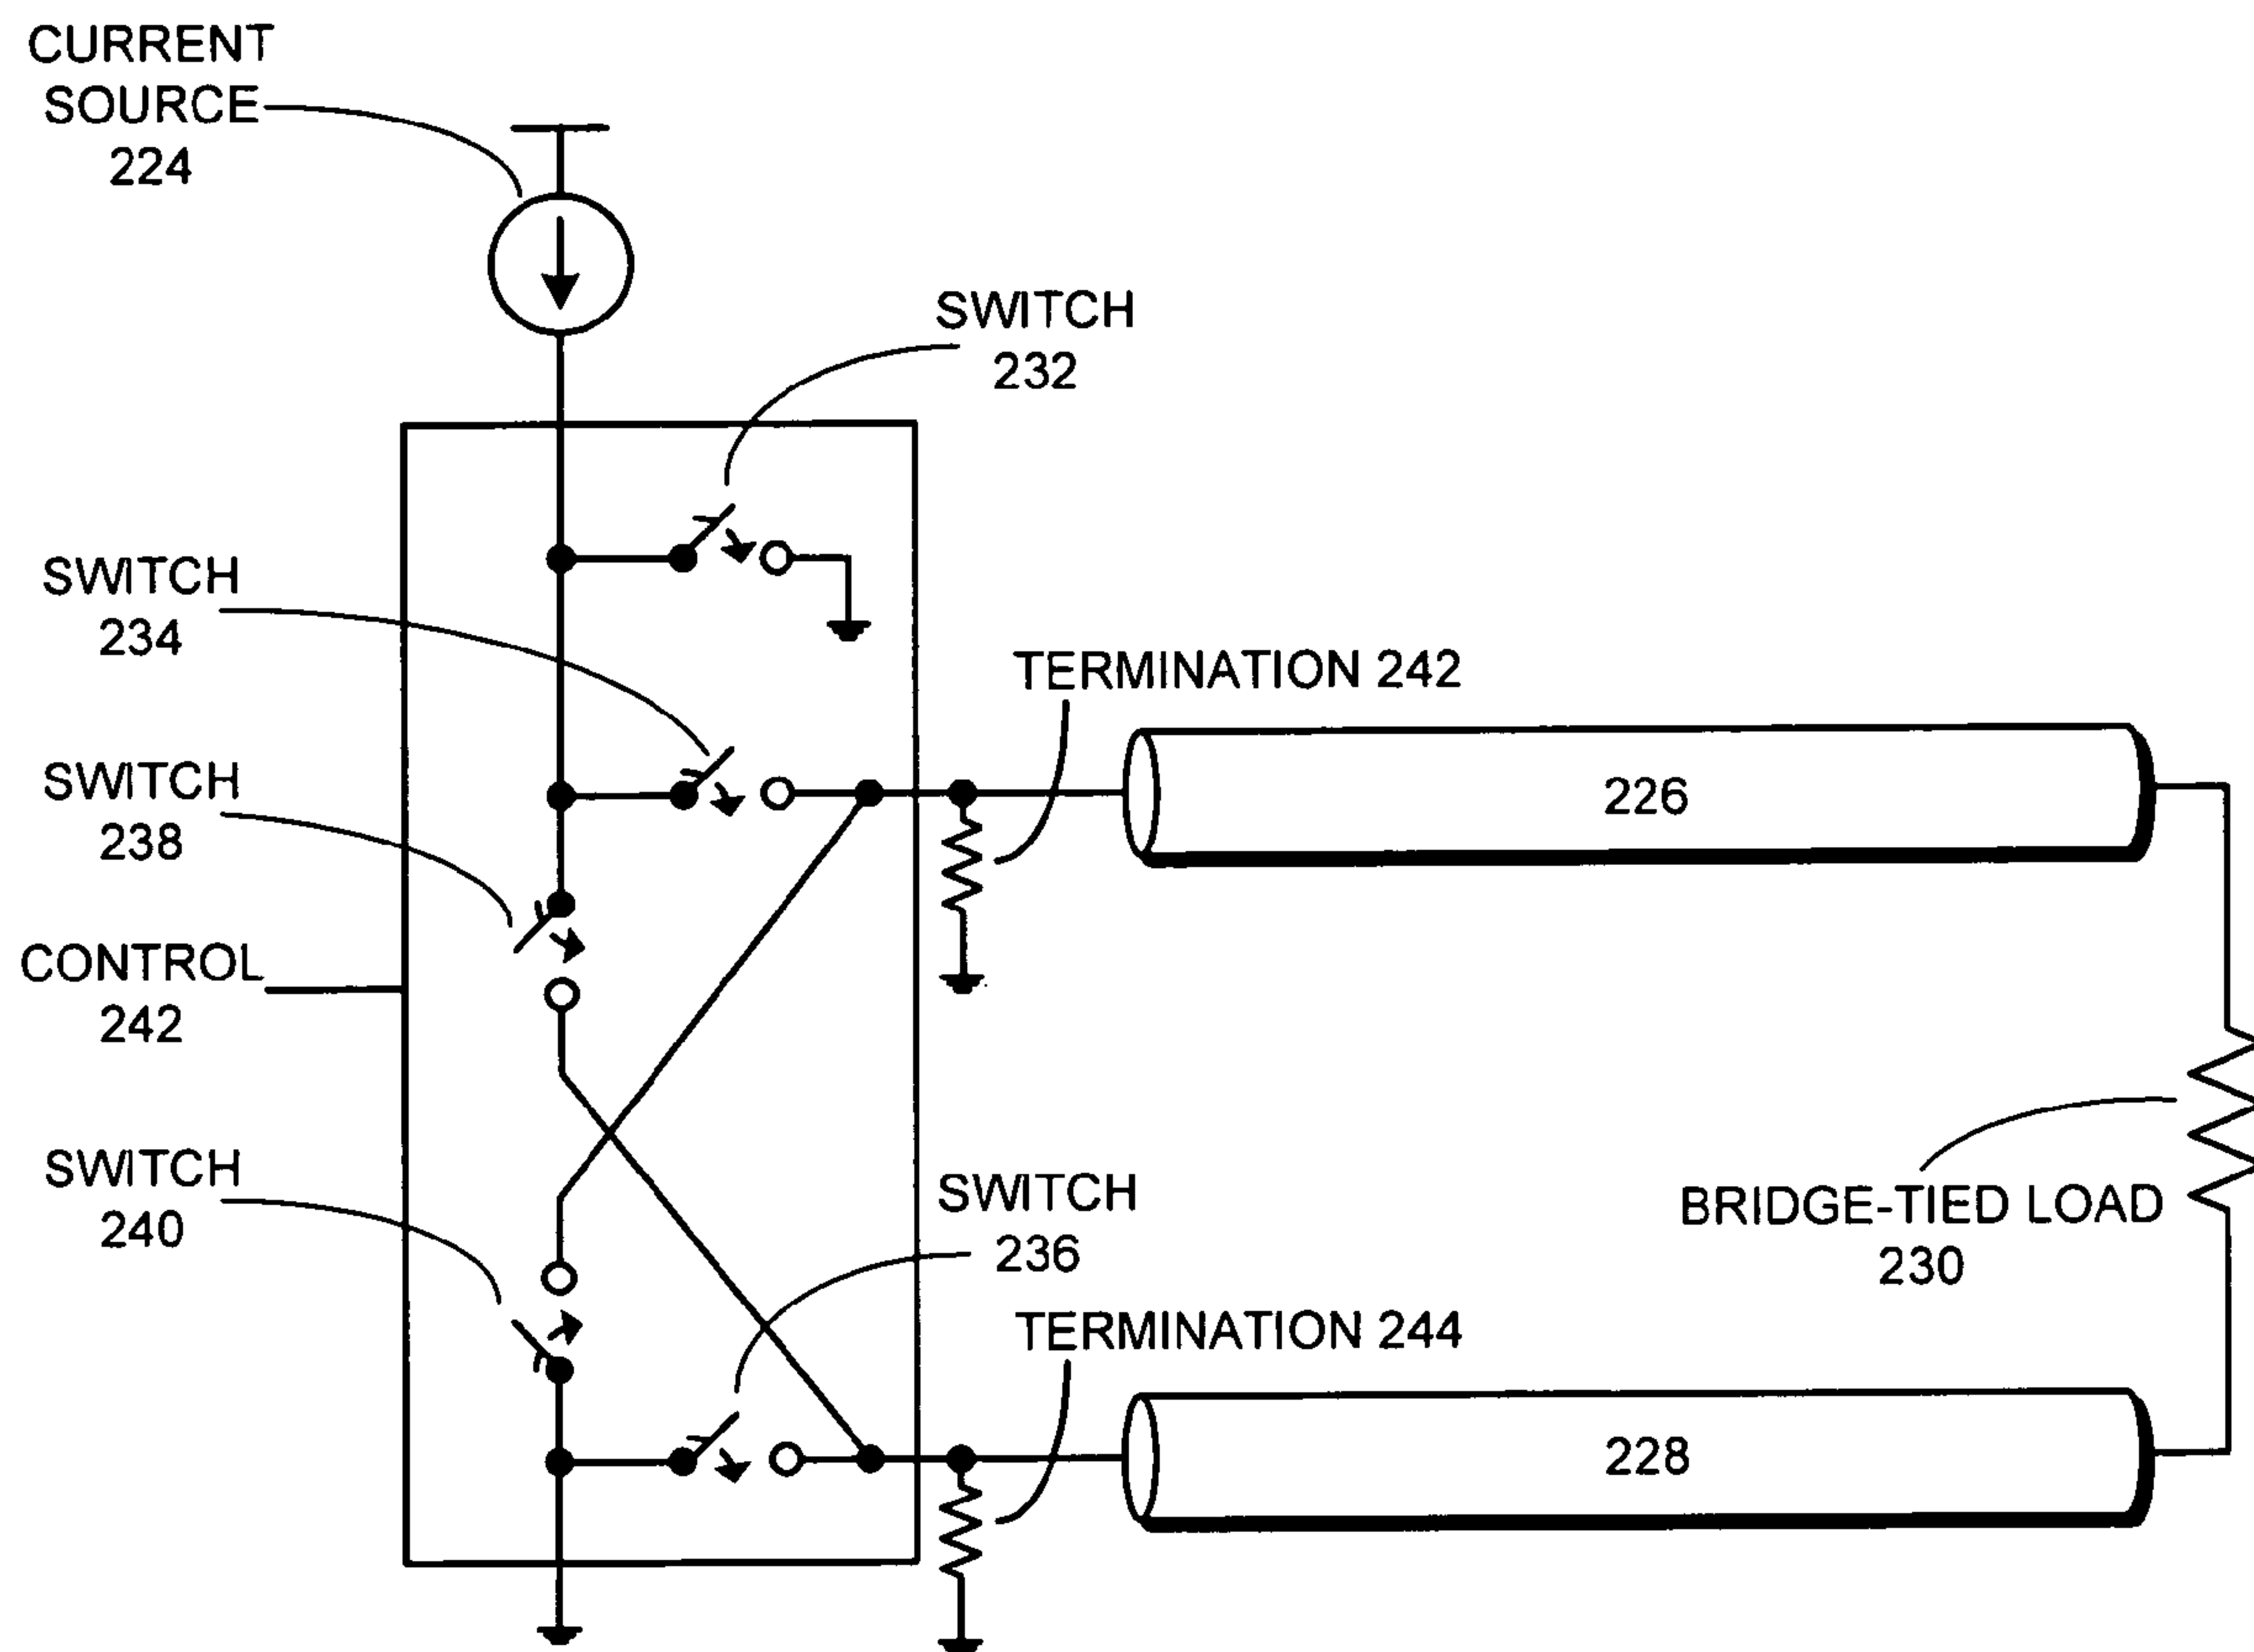 CURRENT
SOURCE
224
SWITCH
232
SWITCH
234
TERMINATION 242
SWITCH
238
226
CONTROL
242
SWITCH
240
SWITCH
236
BRIDGE-TIED LOAD
230
TERMINATION 244
228